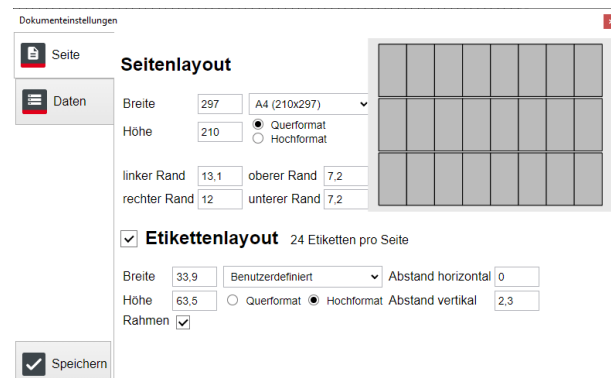 Dokumenteinstellungen
Seite
Daten
Seitenlayout
Breite 297 A4 (210x297)
Höhe 210 Querformat
Hochformat
linker Rand 13,1 oberer Rand 7,2
rechter Rand 12 unterer Rand 7,2
Etikettenlayout 24 Etiketten pro Seite
Breite 33,9 Benutzerdefiniert Abstand horizontal 0
Höhe 63,5 Querformat Hochformat Abstand vertikal 2,3
Rahmen
Speichern